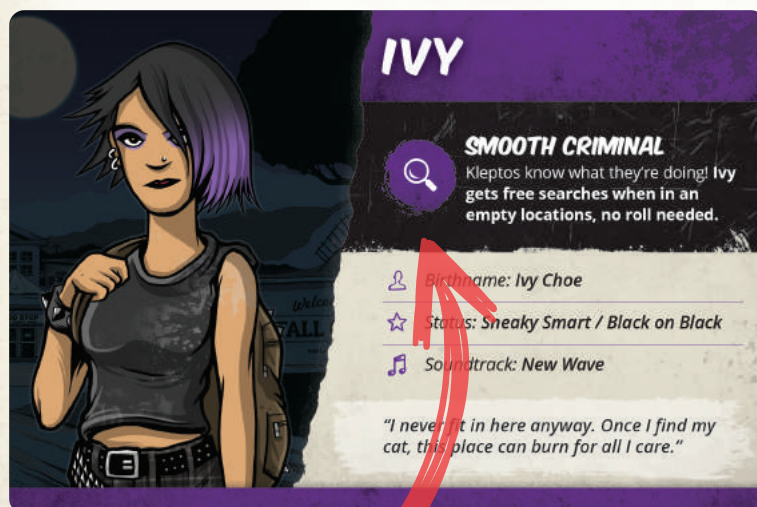 IVY
SMOOTH CRIMINAL
Kleptos know what they're doing! Ivy
gets free searches when in an
empty locations, no roll needed.
Birthname: Ivy Choe
Status: Sneaky Smart / Black on Black
Soundtrack: New Wave
"I never fit in here anyway. Once I find my
cat, this place can burn for all I care."
Welco
FALL